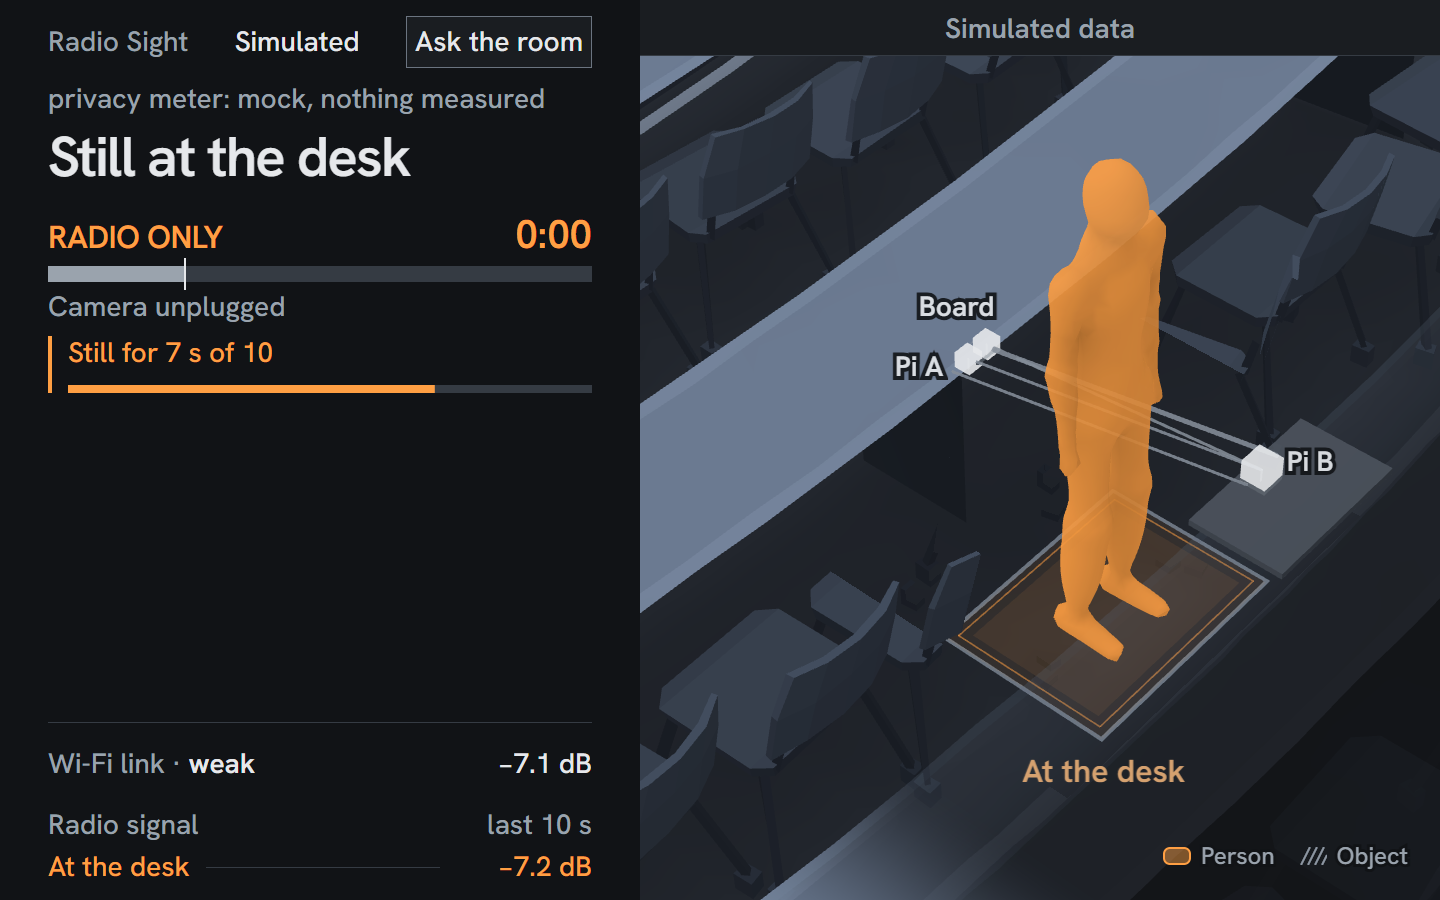 Radio Sight Simulated Ask the room
privacy meter: mock, nothing measured
Still at the desk
RADIO ONLY 0:00
Camera unplugged
Still for 7 s of 10
Wi-Fi link · weak −7.1 dB
Radio signal last 10 s
At the desk −7.2 dB
Simulated data
Board
Pi A
Pi B
At the desk
Person Object